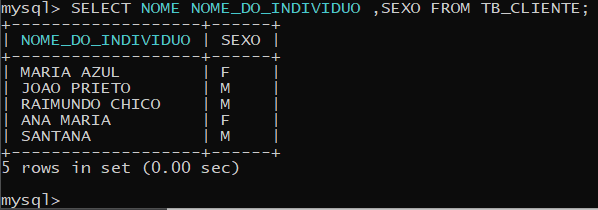 mysql> SELECT NOME NOME_DO_INDIVIDUO ,SEXO FROM TB_CLIENTE;
+-------------------+------+
| NOME_DO_INDIVIDUO | SEXO |
+-------------------+------+
| MARIA AZUL        | F    |
| JOAO PRIETO       | M    |
| RAIMUNDO CHICO    | M    |
| ANA MARIA         | F    |
| SANTANA           | M    |
+-------------------+------+
5 rows in set (0.00 sec)
mysql>